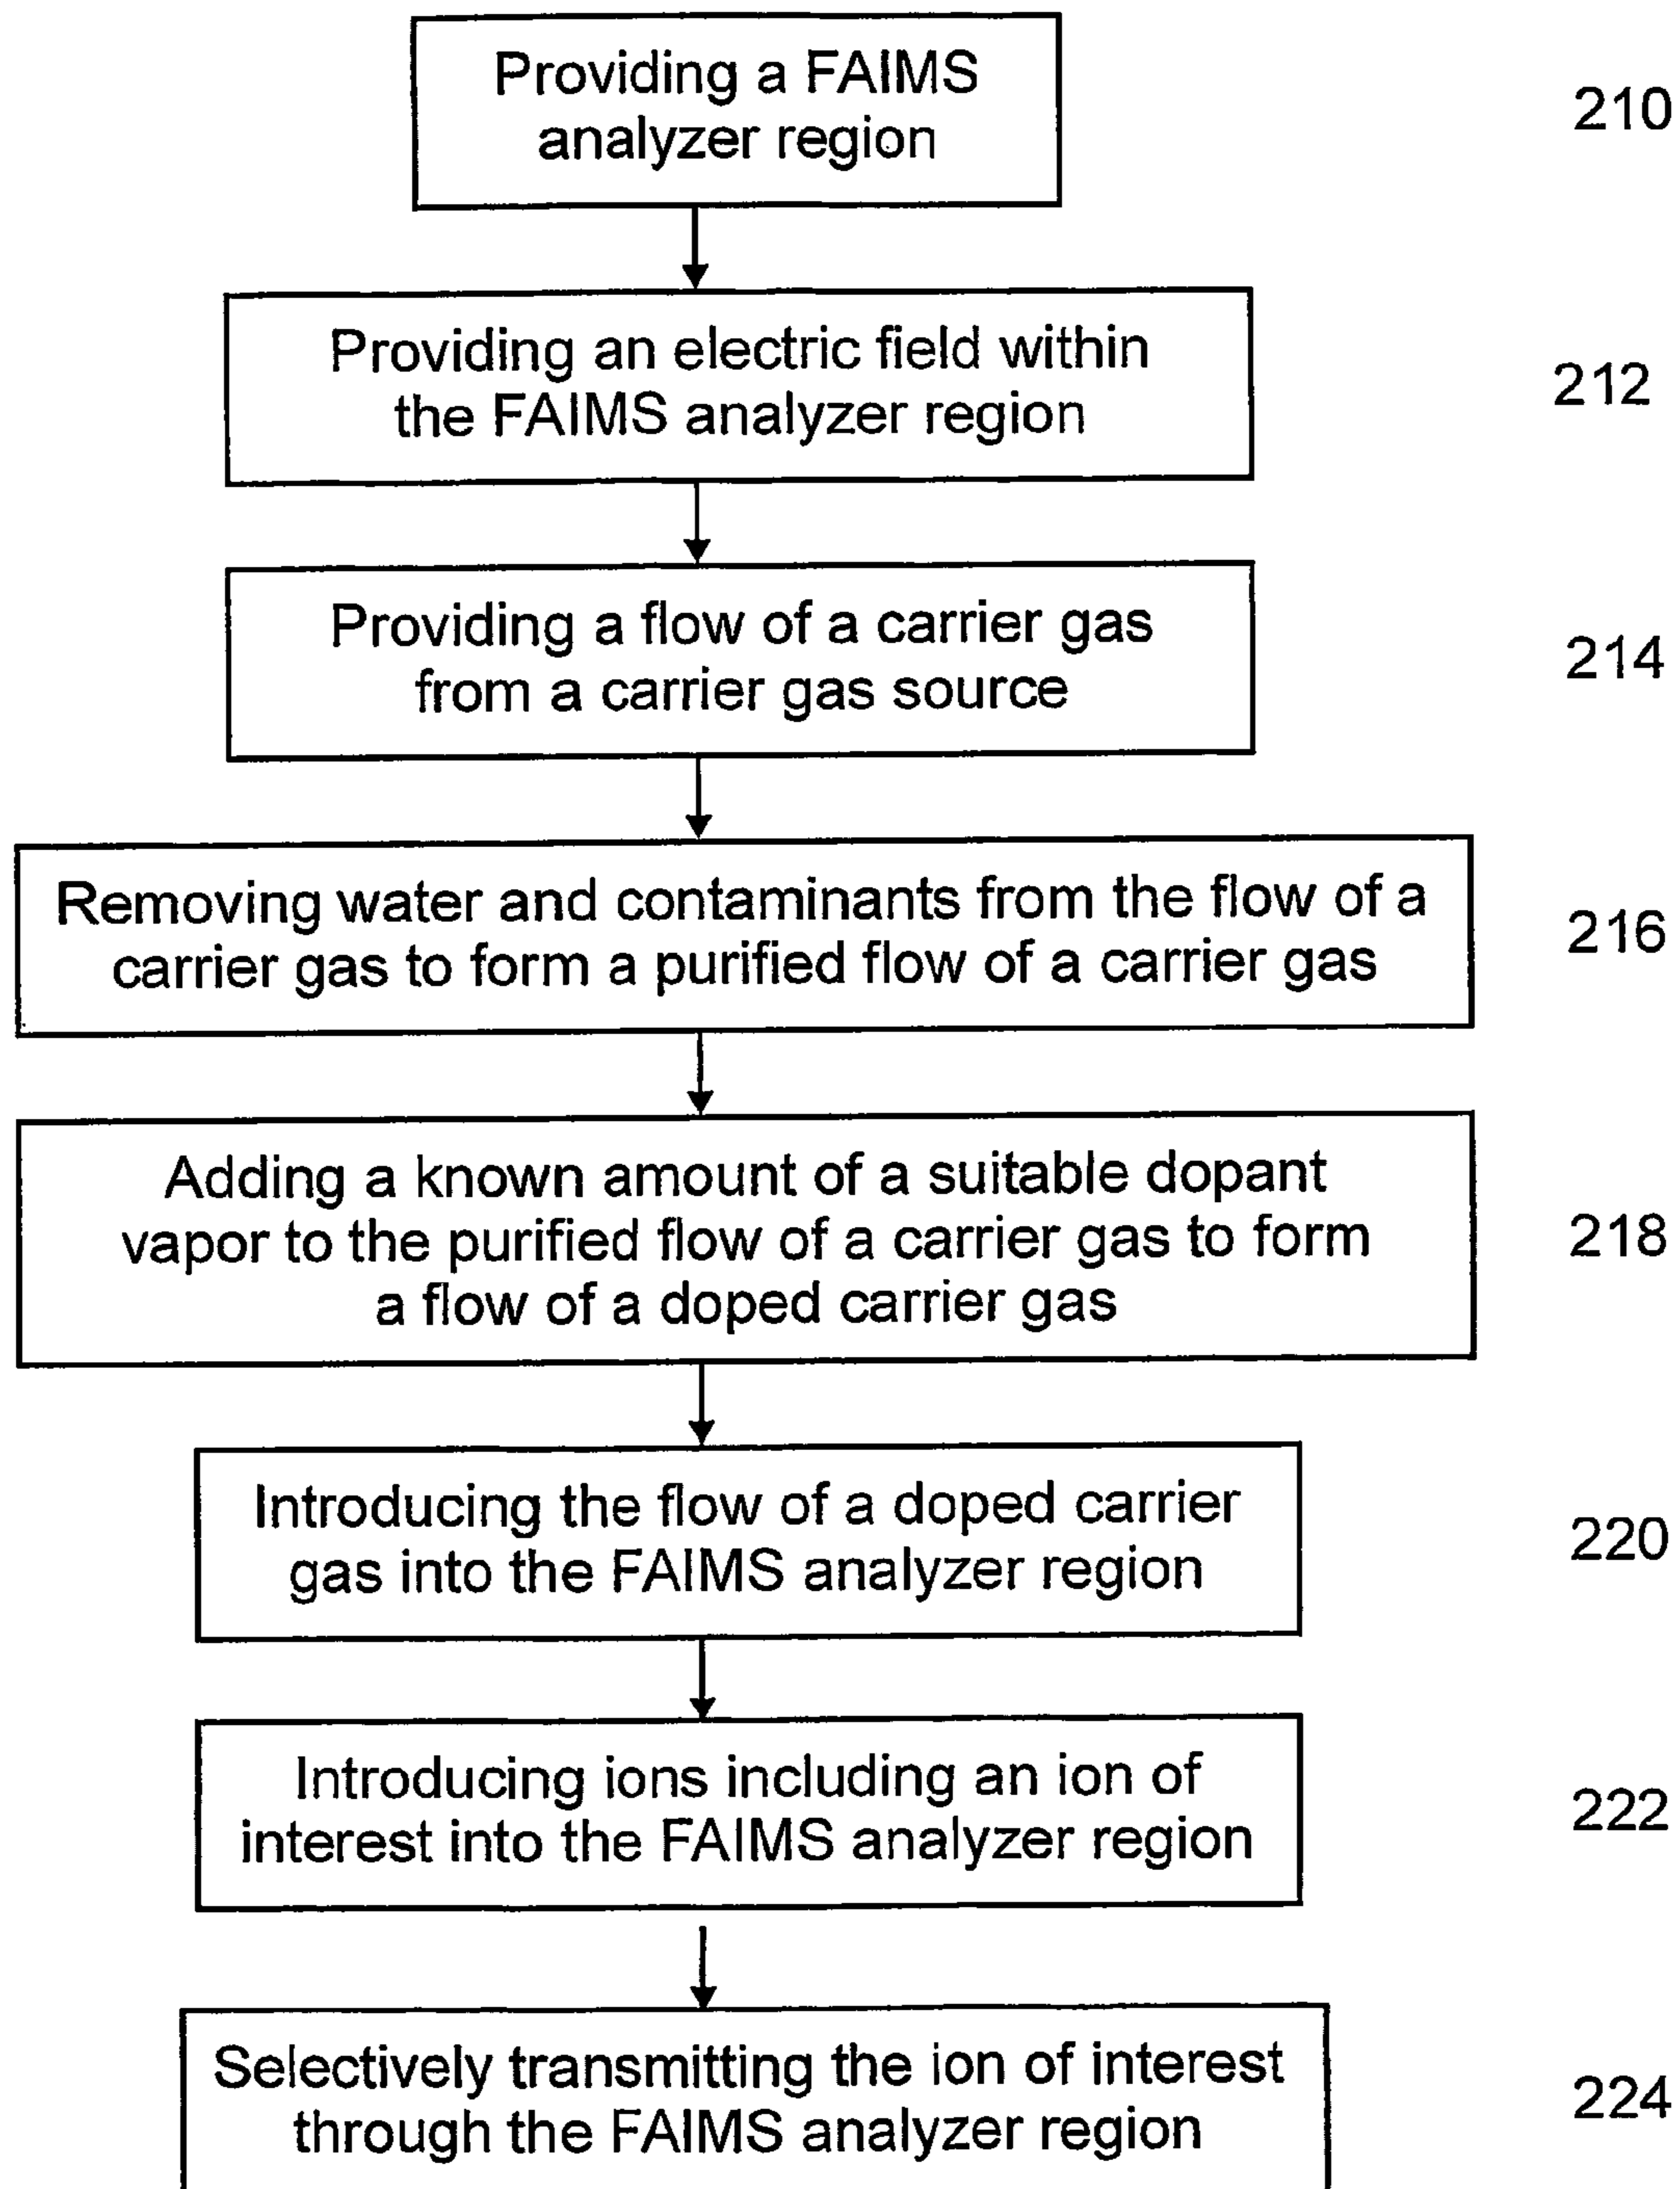 Providing a FAIMS
analyzer region
210
Providing an electric field within
the FAIMS analyzer region
212
Providing a flow of a carrier gas
from a carrier gas source
214
Removing water and contaminants from the flow of a
carrier gas to form a purified flow of a carrier gas
216
Adding a known amount of a suitable dopant
vapor to the purified flow of a carrier gas to form
a flow of a doped carrier gas
218
Introducing the flow of a doped carrier
gas into the FAIMS analyzer region
220
Introducing ions including an ion of
interest into the FAIMS analyzer region
222
Selectively transmitting the ion of interest
through the FAIMS analyzer region
224